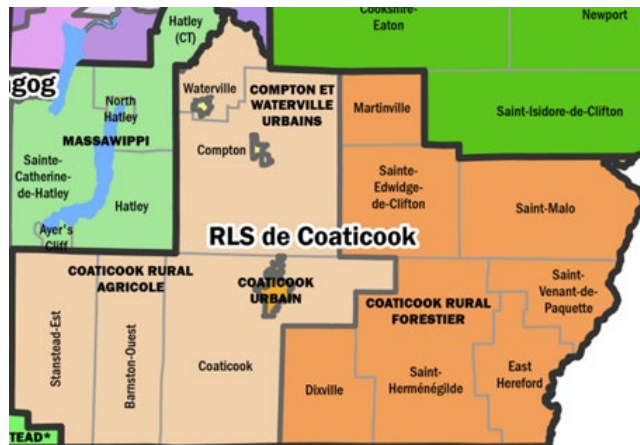 Hatley
(CT)
Cookshire-
Eaton
Newport
gog
Waterville
COMPTON ET
WATERVILLE
URBAINS
North
Hatley
Martinville
Saint-Isidore-de-Clifton
MASSAWIPPI
Compton
Sainte-
Catherine-
de-Hatley
Sainte-
Edwidge-
de-Clifton
Hatley
Saint-Malo
Ayer's
Cliff
RLS de Coaticook
COATICOOK RURAL
AGRICOLE
COATICOOK
URBAIN
Saint-
Venant-de-
Paquette
COATICOOK RURAL
FORESTIER
Stanstead-Est
Barnston-Ouest
Coaticook
Dixville
Saint-
Herménégilde
East
Hereford
TEAD*